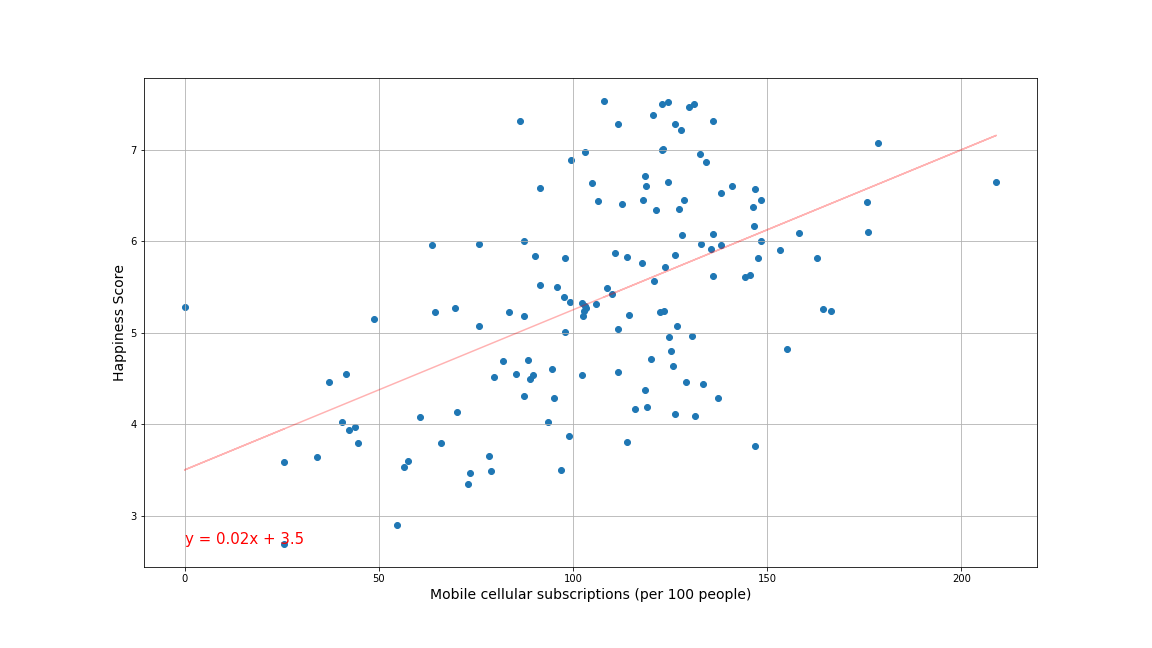 Happiness Score
7
6
5
4
3
y = 0.02x + 3.5
0 50 100 150 200
Mobile cellular subscriptions (per 100 people)